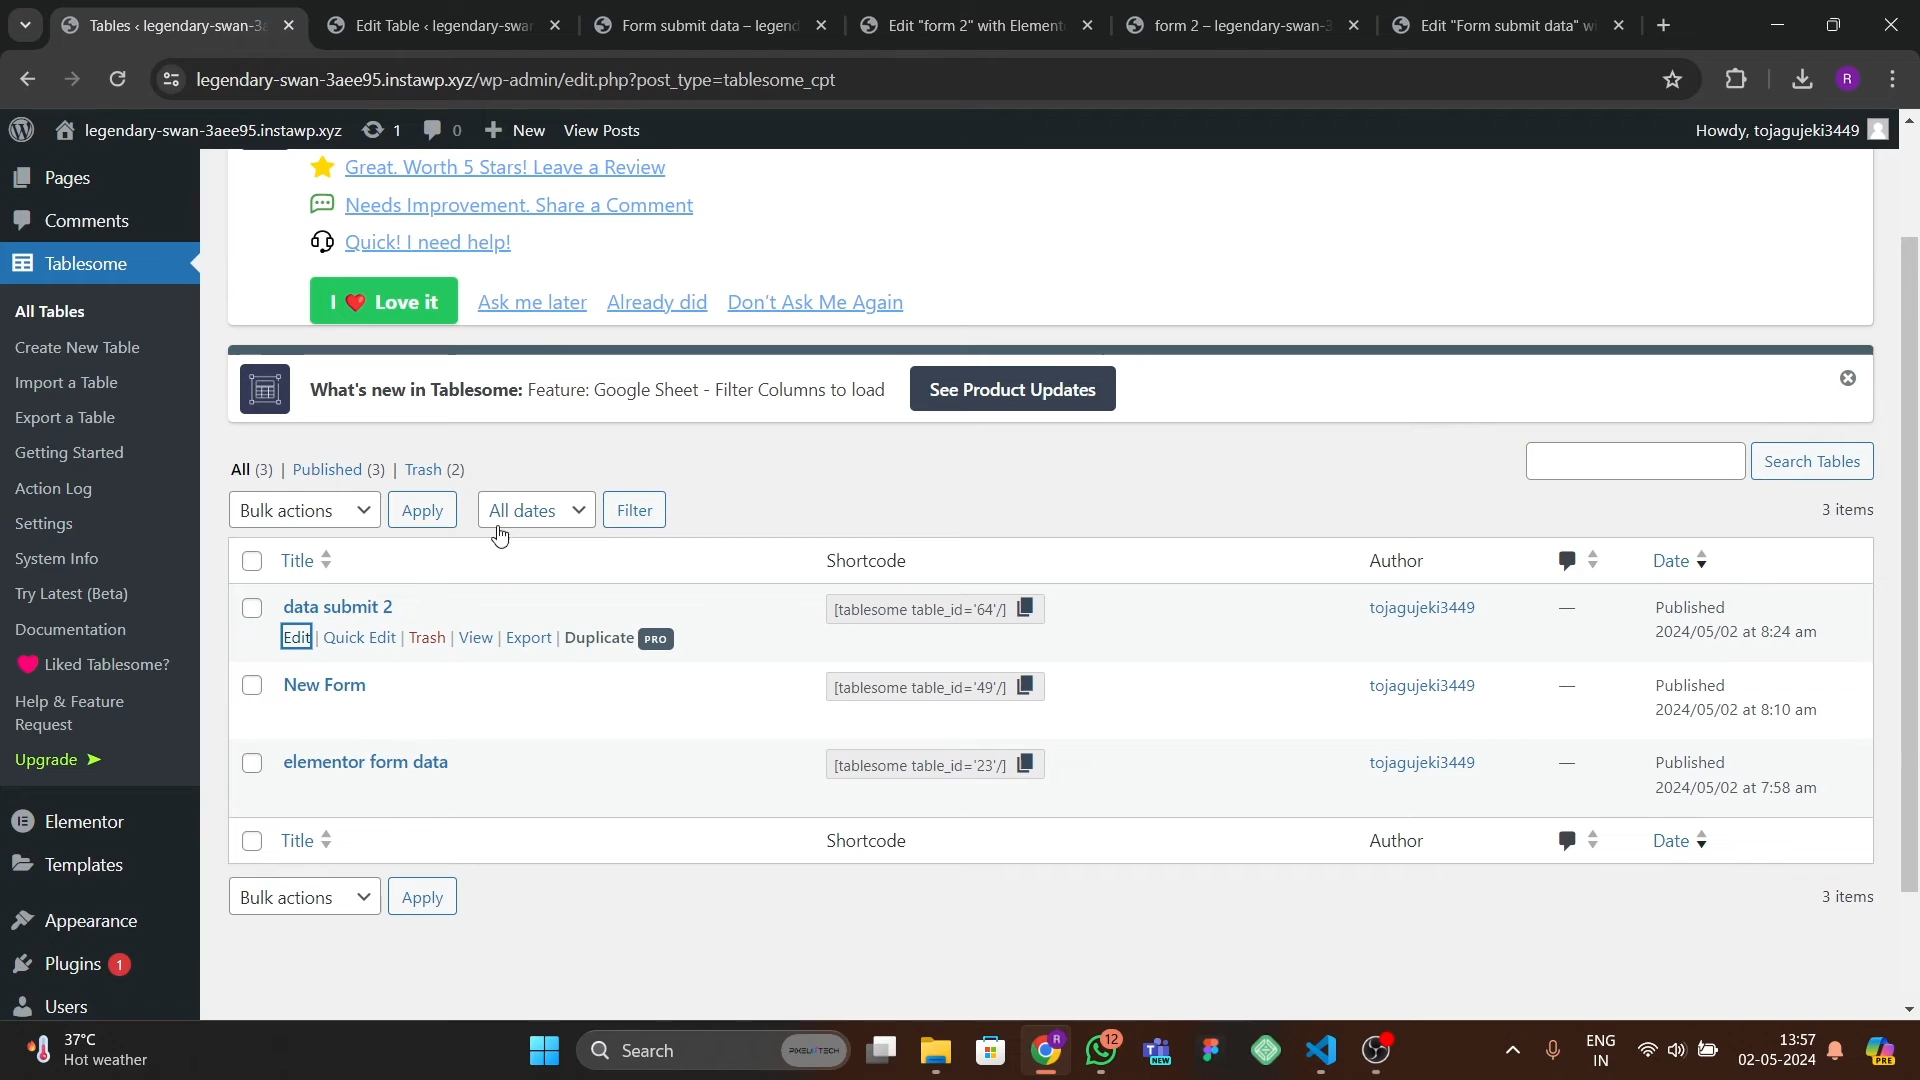 Tables ‹ legendary-swan-3a
Edit Table ‹ legendary-swa
Form submit data – legend
Edit "form 2" with Element
form 2 – legendary-swan-3
Edit "Form submit data" wi
legendary-swan-3aee95.instawp.xyz/wp-admin/edit.php?post_type=tablesome_cpt
R
legendary-swan-3aee95.instawp.xyz 1 0 New View Posts Howdy, tojagujeki3449
Pages
Comments
Tablesome
All Tables
Create New Table
Import a Table
Export a Table
Getting Started
Action Log
Settings
System Info
Try Latest (Beta)
Documentation
Liked Tablesome?
Help & Feature
Request
Upgrade ➤
Elementor
Templates
Appearance
Plugins 1
Users
Great. Worth 5 Stars! Leave a Review
Needs Improvement. Share a Comment
Quick! I need help!
I ❤ Love it Ask me later Already did Don't Ask Me Again
What's new in Tablesome: Feature: Google Sheet - Filter Columns to load See Product Updates
All (3) | Published (3) | Trash (2)
Search Tables
Bulk actions Apply All dates Filter 3 items
Title Shortcode Author Date
data submit 2 [tablesome table_id='64'/] tojagujeki3449 — Published
Edit | Quick Edit | Trash | View | Export | Duplicate PRO 2024/05/02 at 8:24 am
New Form [tablesome table_id='49'/] tojagujeki3449 — Published
2024/05/02 at 8:10 am
elementor form data [tablesome table_id='23'/] tojagujeki3449 — Published
2024/05/02 at 7:58 am
Title Shortcode Author Date
Bulk actions Apply 3 items
37°C
Hot weather
Search
PIXEL TECH
R
12
NEW
ENG
IN
13:57
02-05-2024
PRE